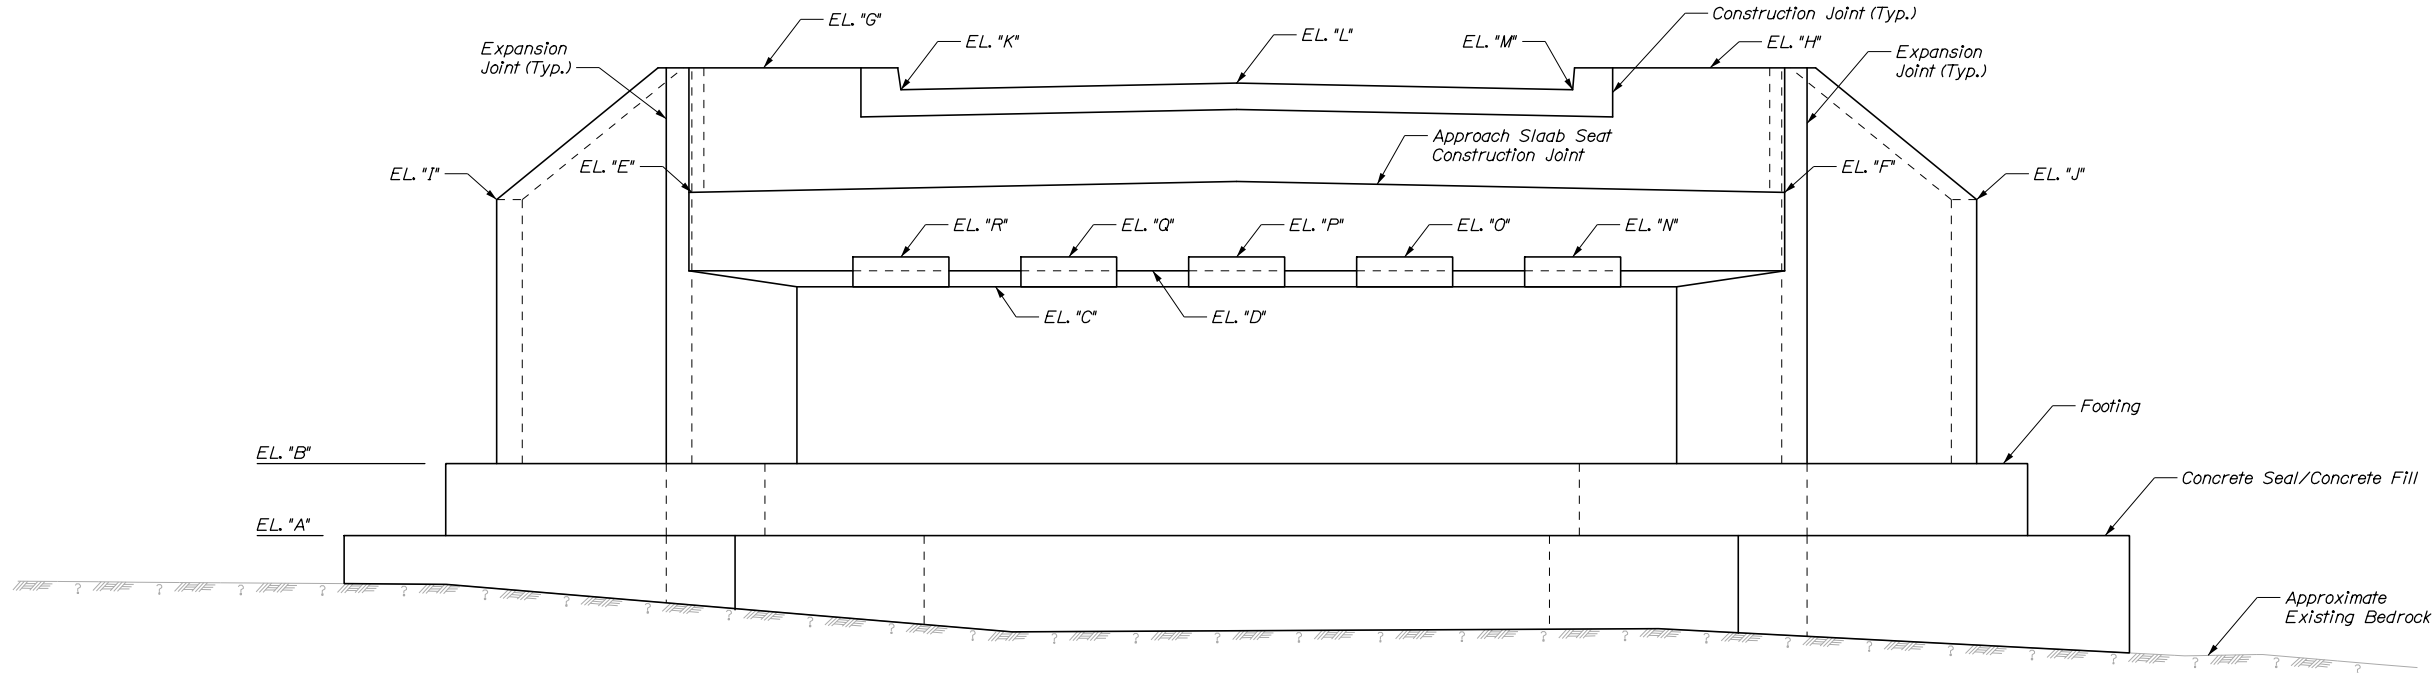 EL. "G"
Construction Joint (Typ.)
EL. "K"
EL. "L"
EL. "M"
EL. "H"
Expansion
Joint (Typ.)
Expansion
Joint (Typ.)
Approach Slaab Seat
Construction Joint
EL. "I"
EL. "E"
EL. "F"
EL. "J"
EL. "R"
EL. "Q"
EL. "P"
EL. "O"
EL. "N"
EL. "C"
EL. "D"
Footing
EL. "B"
Concrete Seal/Concrete Fill
EL. "A"
Approximate
Existing Bedrock
? ? ? ? ? ? ? ? ? ? ? ? ? ? ? ? ? ? ? ? ? ? ? ? ? ? ? ? ?